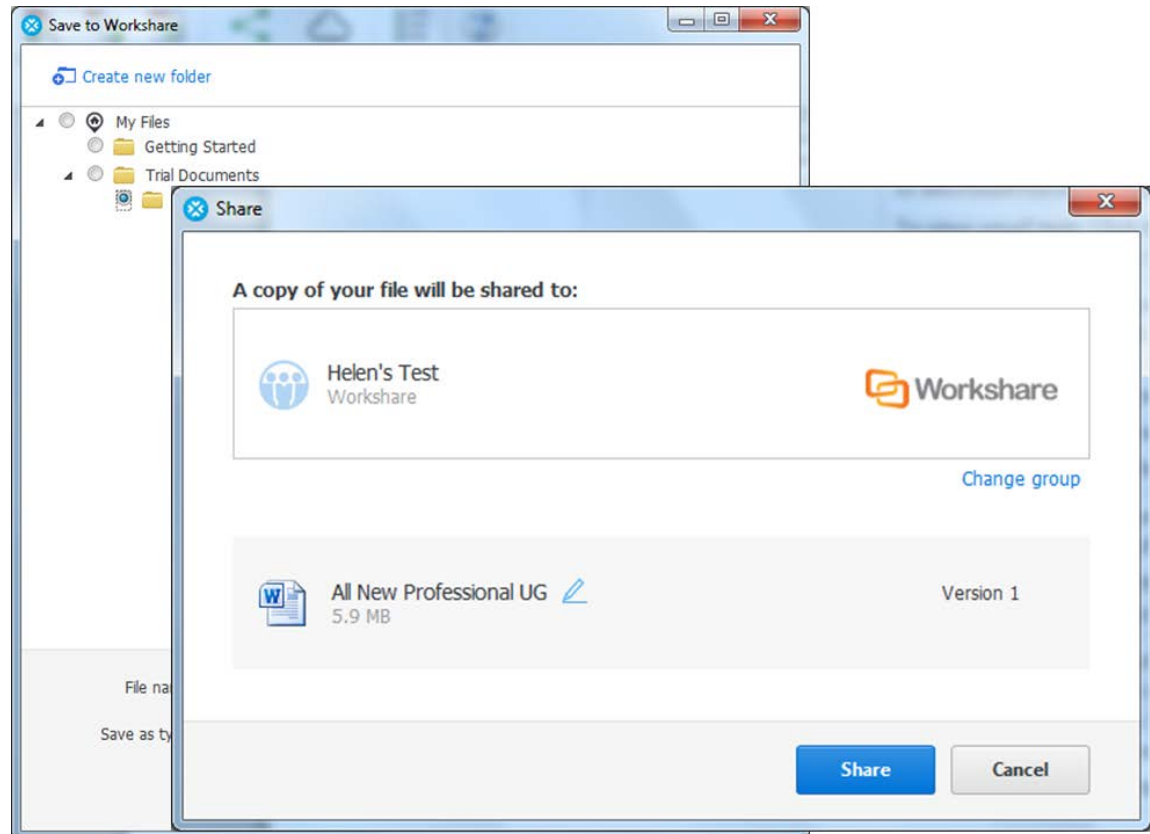 Save to Workshare
Create new folder
My Files
Getting Started
Trial Documents
Share
A copy of your file will be shared to:
Helen's Test
Workshare
Workshare
Change group
All New Professional UG
5.9 MB
Version 1
File na
Save as ty
Share
Cancel